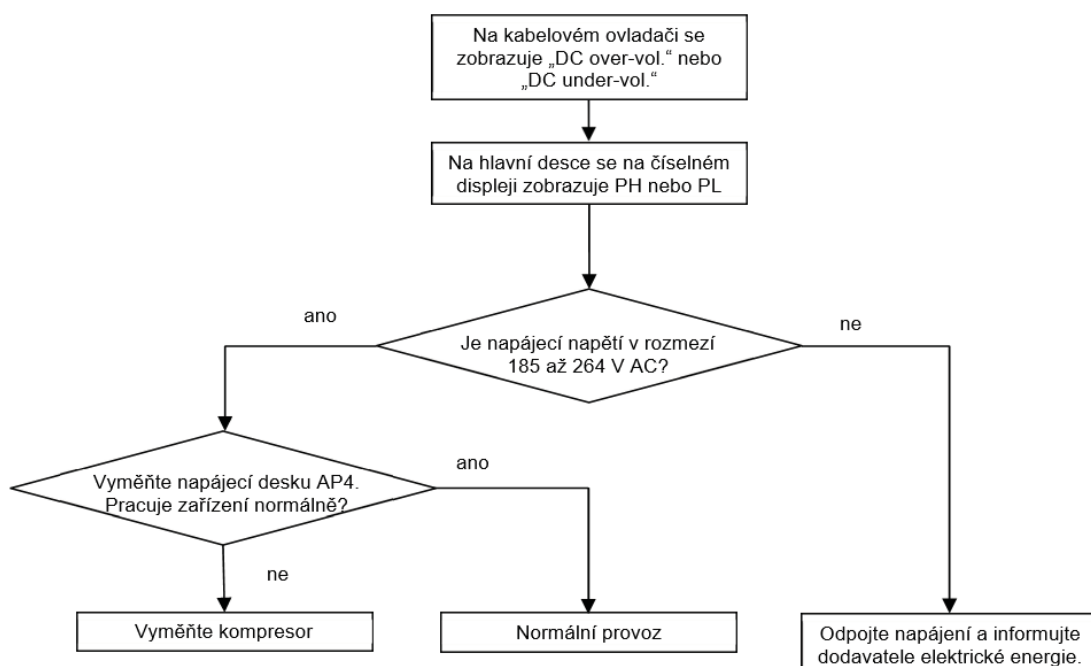 Na kabelovém ovladači se
zobrazuje „DC over-vol.“ nebo
„DC under-vol.“
Na hlavní desce se na číselném
displeji zobrazuje PH nebo PL
ano
ne
Je napájecí napětí v rozmezí
185 až 264 V AC?
Vyměňte napájecí desku AP4.
Pracuje zařízení normálně?
ano
ne
Vyměňte kompresor
Normální provoz
Odpojte napájení a informujte
dodavatele elektrické energie.